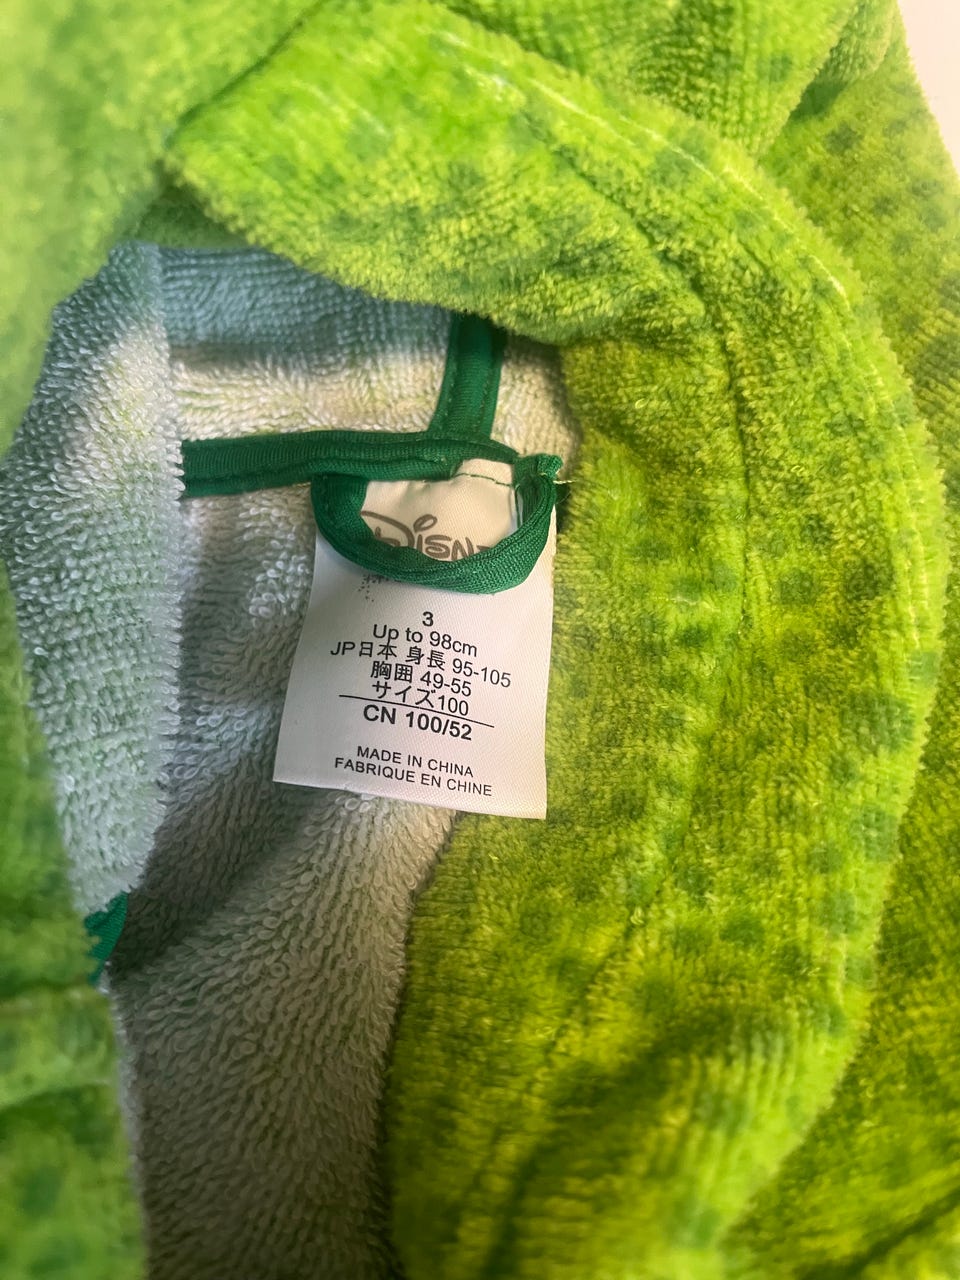 3
Up to 98cm
JP日本 身長 95-105
胸囲 49-55
サイズ100
CN 100/52
MADE IN CHINA
FABRIQUE EN CHINE